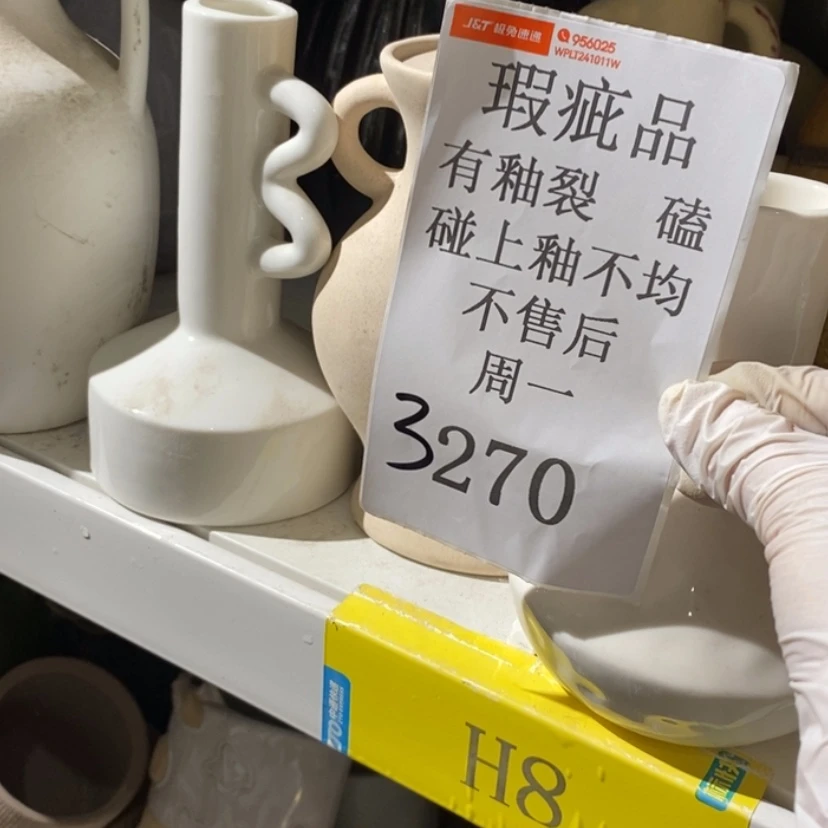 J&T 极兔速递
956025
WPLT241011W
瑕疵品
有釉裂 磕
碰上釉不均
不售后
周一
3270
H8